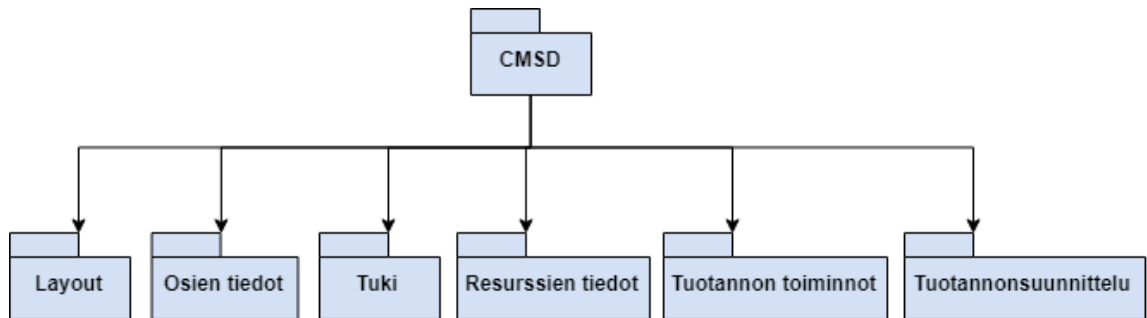 CMSD
Layout
Osien tiedot
Tuki
Resurssien tiedot
Tuotannon toiminnot
Tuotannonsuunnittelu